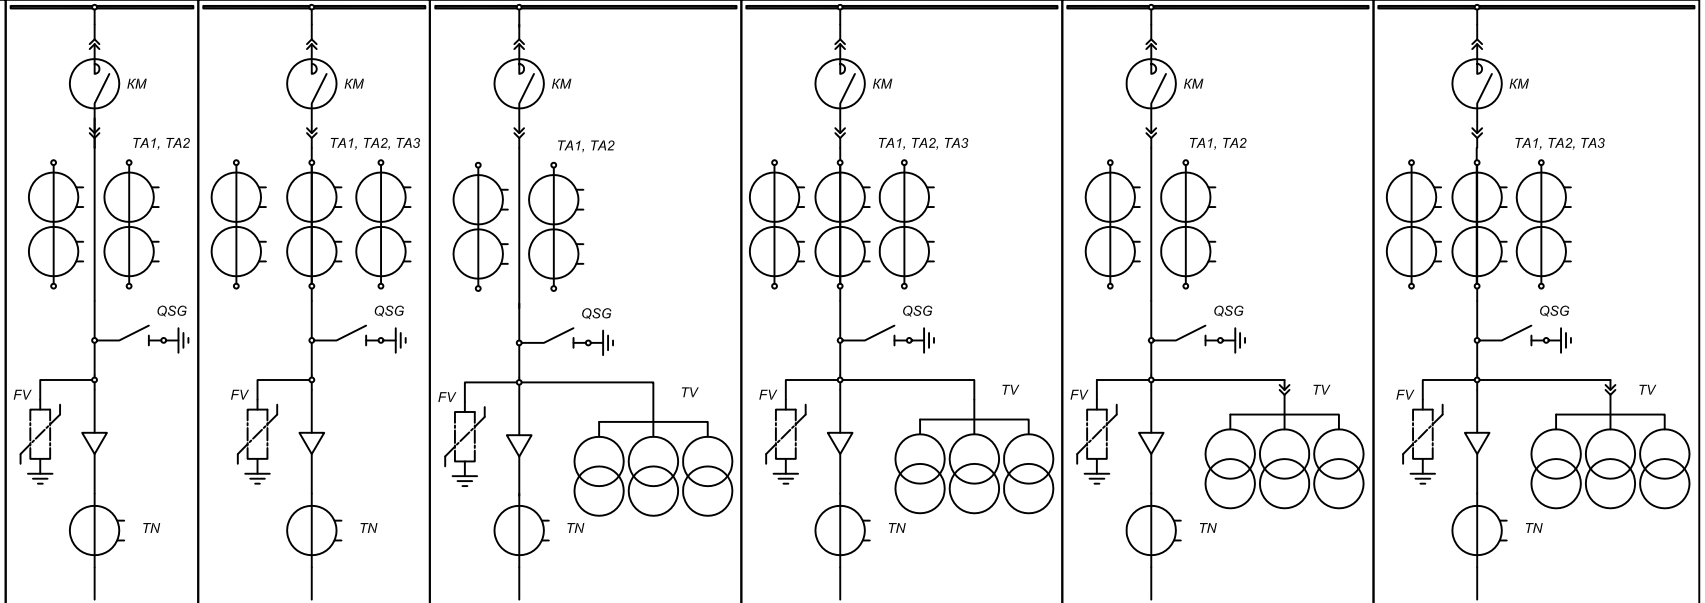 KM
TA1, TA2
QSG
FV
TN
KM
TA1, TA2, TA3
QSG
FV
TN
KM
TA1, TA2
QSG
FV
TV
TN
KM
TA1, TA2, TA3
QSG
FV
TV
TN
KM
TA1, TA2
QSG
FV
TV
TN
KM
TA1, TA2, TA3
QSG
FV
TV
TN